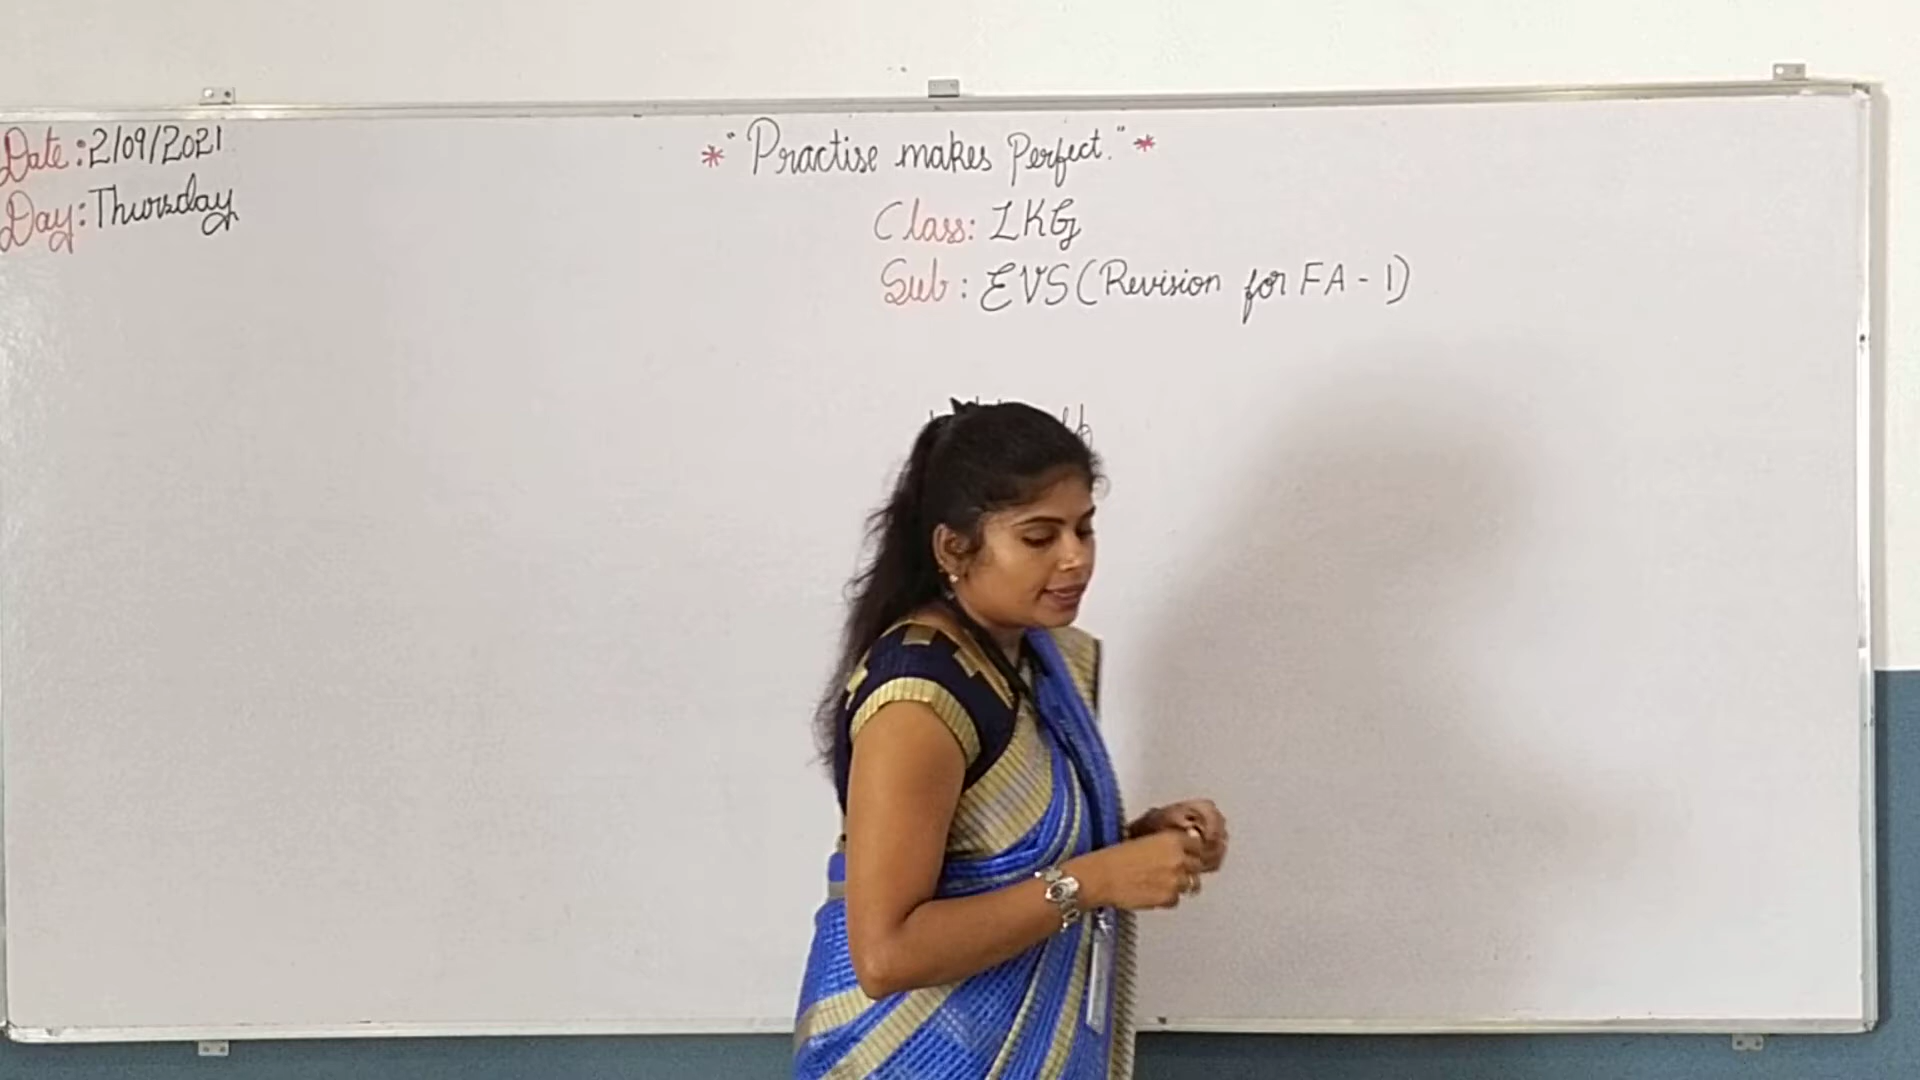 Date: 2/09/2021
Day: Thursday
* "Practise makes Perfect." *
Class: LKG
Sub: EVS (Revision for FA - 1)